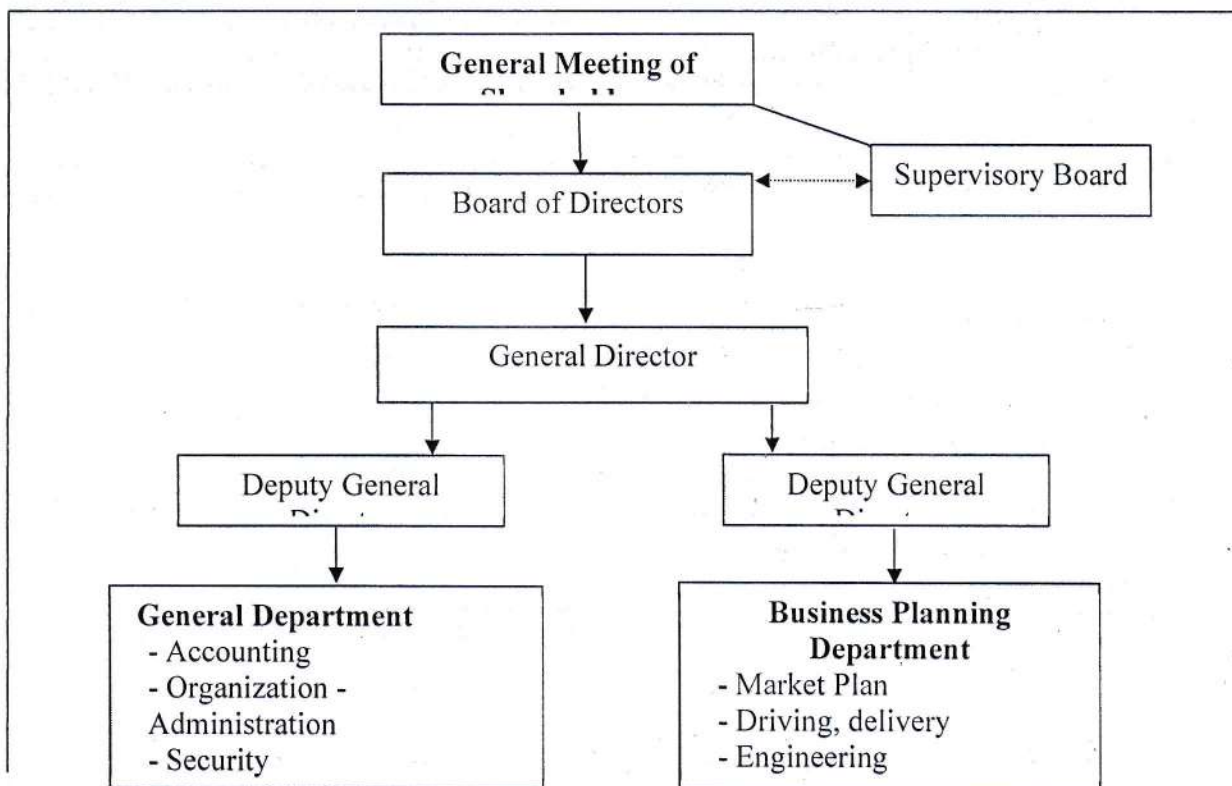 General Meeting of
Supervisory Board
Board of Directors
General Director
Deputy General
Deputy General
General Department
- Accounting
- Organization -
Administration
- Security
Business Planning
Department
- Market Plan
- Driving, delivery
- Engineering